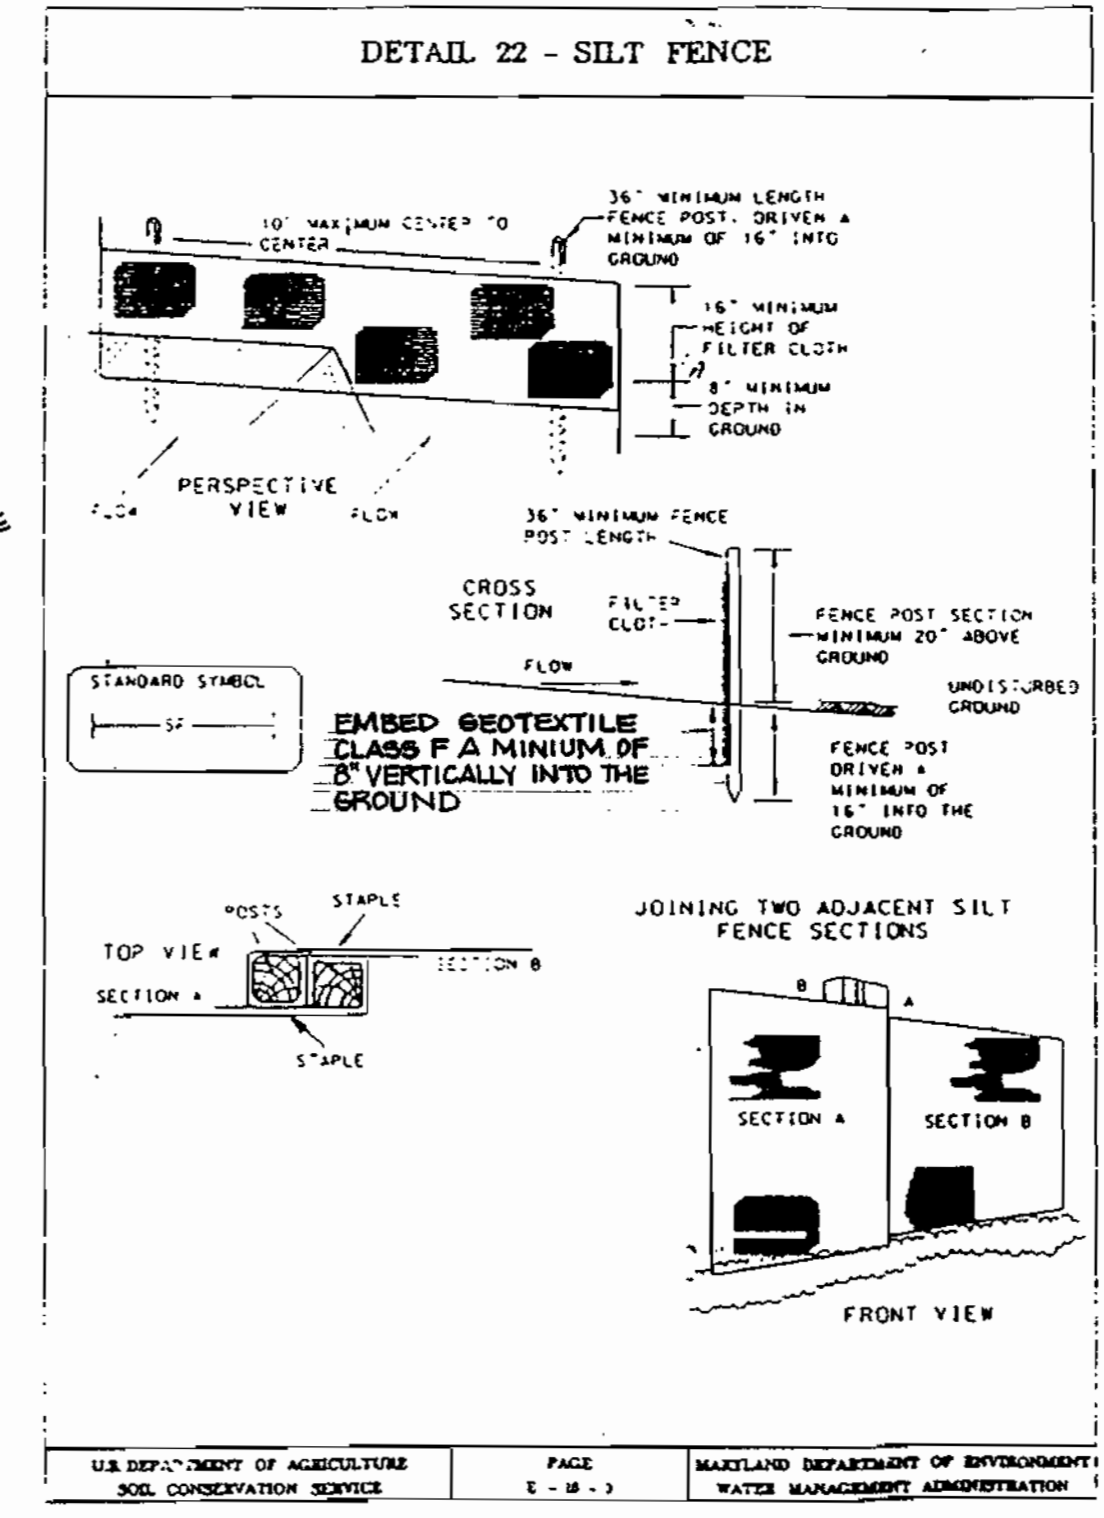 DETAIL 22 - SILT FENCE
10' MAXIMUM CENTER TO
CENTER
36" MINIMUM LENGTH
FENCE POST, DRIVEN A
MINIMUM OF 16" INTO
GROUND
16" MINIMUM
HEIGHT OF
FILTER CLOTH
8" MINIMUM
DEPTH IN
GROUND
PERSPECTIVE
VIEW
FLOW
FLOW
36" MINIMUM FENCE
POST LENGTH
CROSS
SECTION
FILTER
CLOTH
FENCE POST SECTION
MINIMUM 20" ABOVE
GROUND
FLOW
UNDISTURBED
GROUND
STANDARD SYMBOL
SF
EMBED GEOTEXTILE
CLASS F A MINIUM OF
8" VERTICALLY INTO THE
GROUND
FENCE POST
DRIVEN A
MINIMUM OF
16" INTO THE
GROUND
POSTS
STAPLE
TOP VIEW
SECTION B
SECTION A
STAPLE
JOINING TWO ADJACENT SILT
FENCE SECTIONS
B
A
SECTION A
SECTION B
FRONT VIEW
U.S. DEPARTMENT OF AGRICULTURE
SOIL CONSERVATION SERVICE
PAGE
MARYLAND DEPARTMENT OF ENVIRONMENT
WATER MANAGEMENT ADMINISTRATION